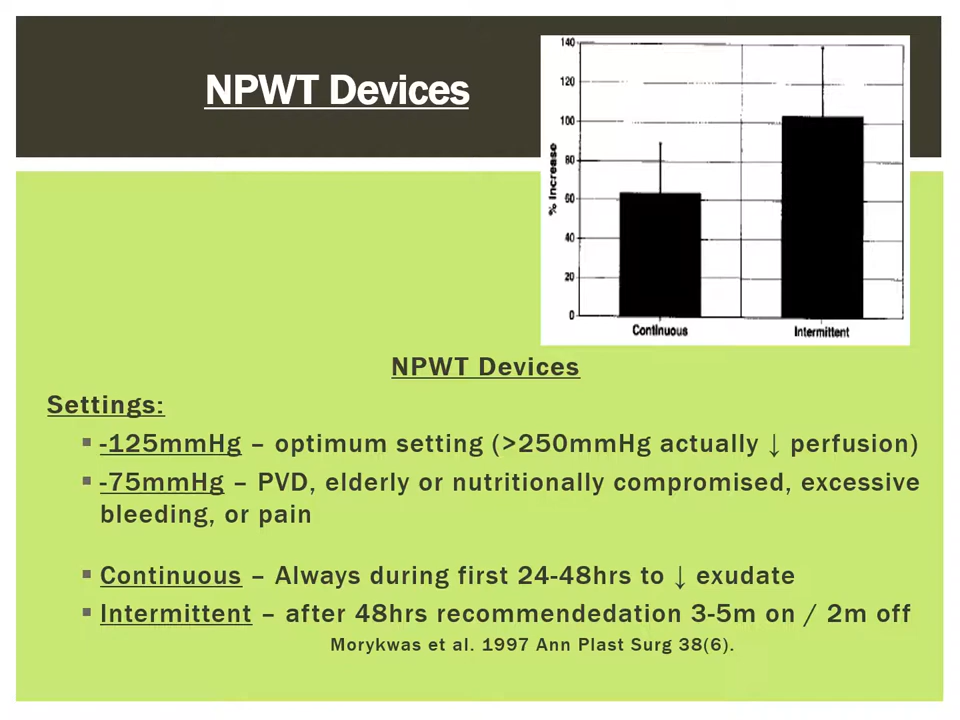 NPWT Devices
140
120
100
80
60
40
20
0
% Increase
Continuous
Intermittent
NPWT Devices
Settings:
▪ -125mmHg – optimum setting (>250mmHg actually ↓ perfusion)
▪ -75mmHg – PVD, elderly or nutritionally compromised, excessive
bleeding, or pain
▪ Continuous – Always during first 24-48hrs to ↓ exudate
▪ Intermittent – after 48hrs recommendedation 3-5m on / 2m off
Morykwas et al. 1997 Ann Plast Surg 38(6).